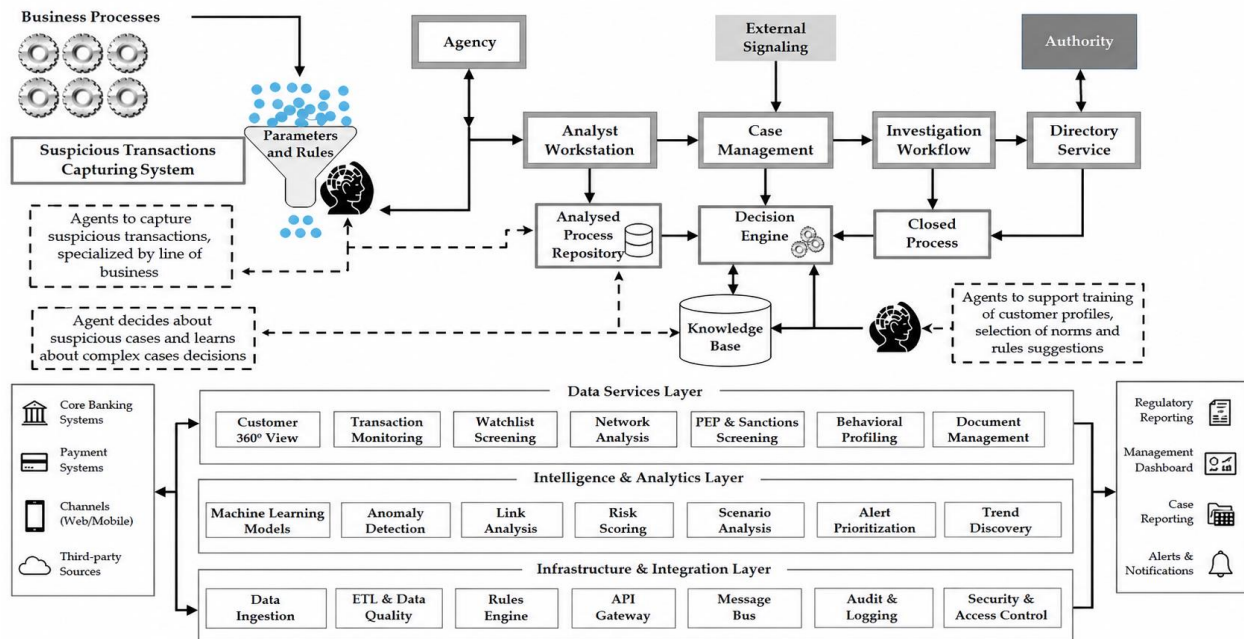 Business Processes
Suspicious Transactions
Capturing System
Parameters
and Rules
Agency
External
Signaling
Authority
Analyst
Workstation
Case
Management
Investigation
Workflow
Directory
Service
Agents to capture
suspicious transactions,
specialized by line of
business
Analysed
Process
Repository
Decision
Engine
Closed
Process
Agent decides about
suspicious cases and learns
about complex cases decisions
Knowledge
Base
Agents to support training
of customer profiles,
selection of norms and
rules suggestions
Core Banking
Systems
Payment
Systems
Channels
(Web/Mobile)
Third-party
Sources
Data Services Layer
Customer
360º View
Transaction
Monitoring
Watchlist
Screening
Network
Analysis
PEP & Sanctions
Screening
Behavioral
Profiling
Document
Management
Intelligence & Analytics Layer
Machine Learning
Models
Anomaly
Detection
Link
Analysis
Risk
Scoring
Scenario
Analysis
Alert
Prioritization
Trend
Discovery
Infrastructure & Integration Layer
Data
Ingestion
ETL & Data
Quality
Rules
Engine
API
Gateway
Message
Bus
Audit &
Logging
Security &
Access Control
Regulatory
Reporting
Management
Dashboard
Case
Reporting
Alerts &
Notifications